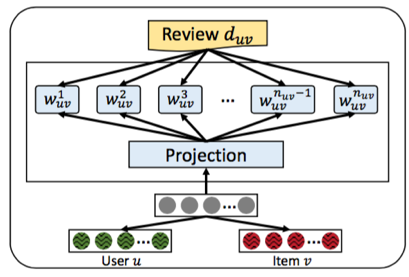 Review d_{uv}
w_{uv}^{1} w_{uv}^{2} w_{uv}^{3} ... w_{uv}^{n_{uv}-1} w_{uv}^{n_{uv}}
Projection
...
... ...
User u Item v